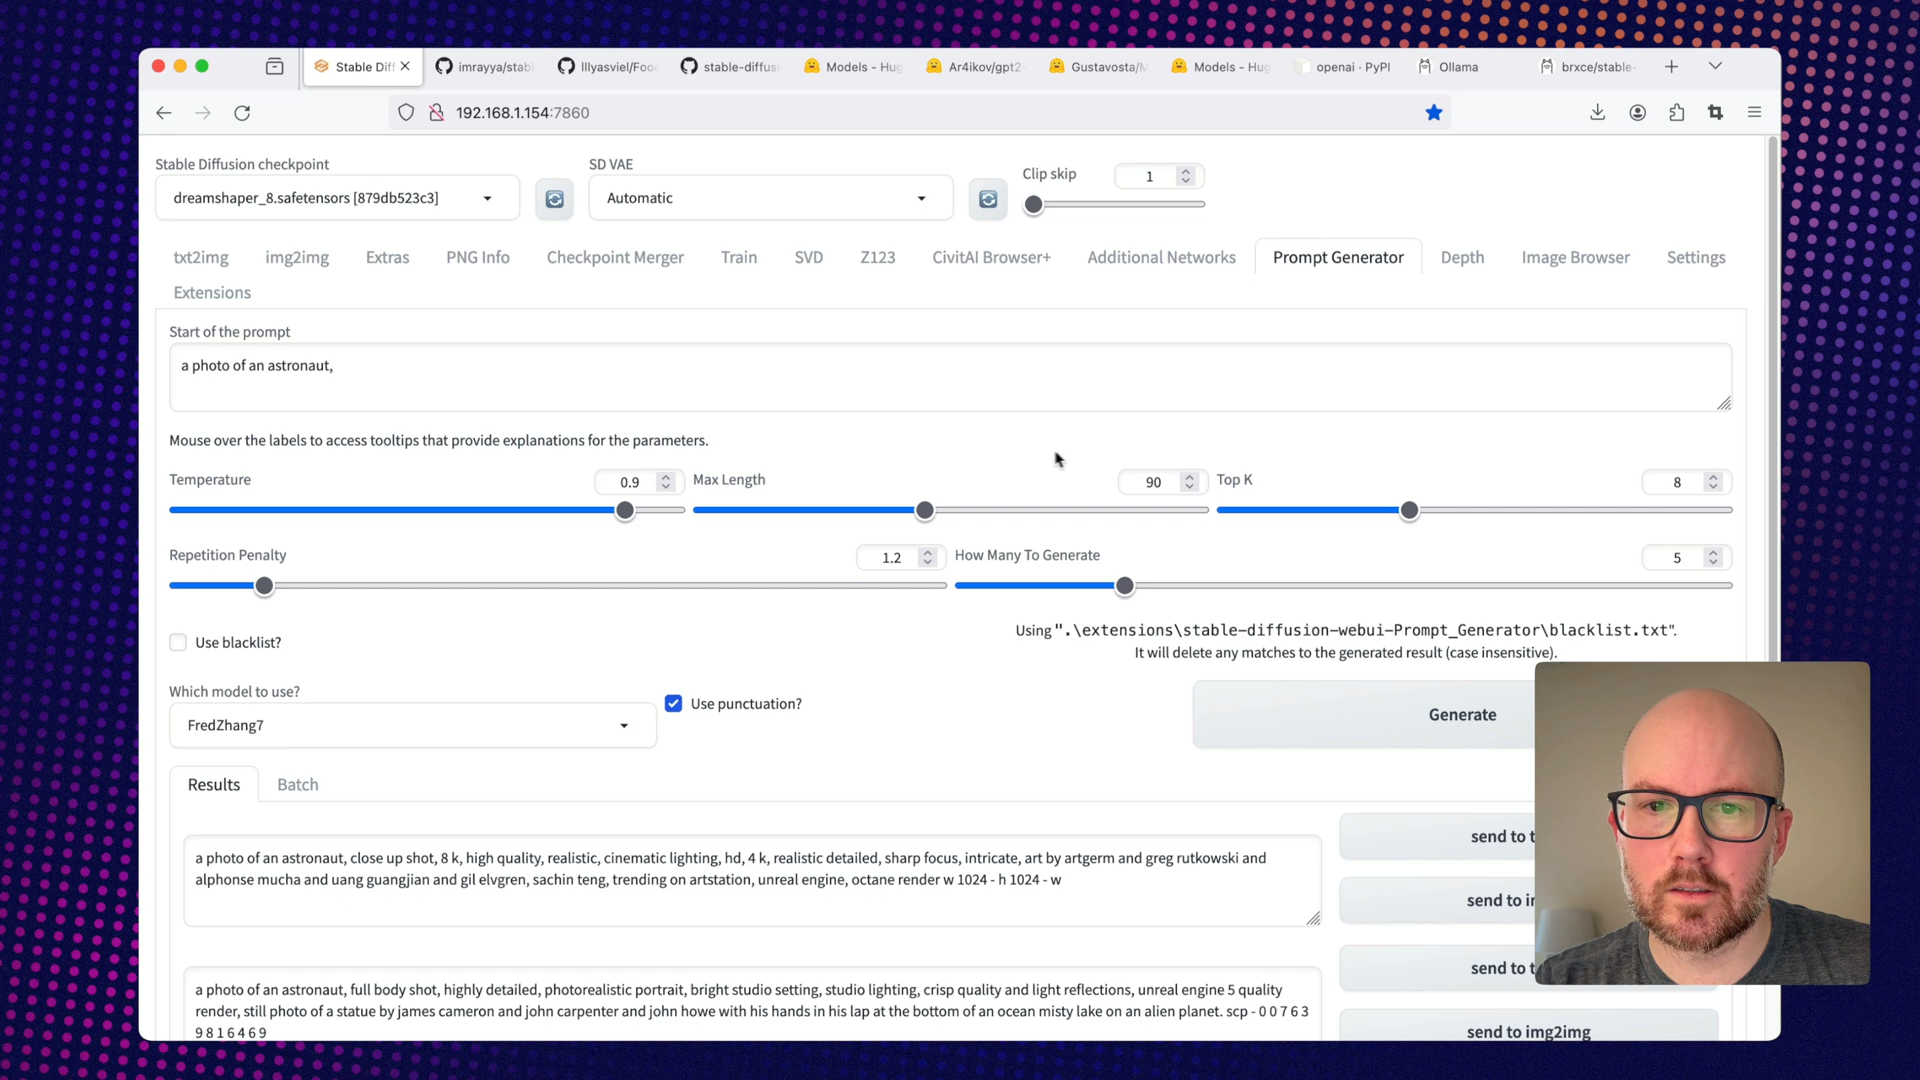 Stable Diff
imrayya/stabl
lllyasviel/Fooc
stable-diffusi
Models - Hug
Ar4ikov/gpt2-
Gustavosta/M
Models - Hug
openai · PyPI
Ollama
brxce/stable-
192.168.1.154:7860
Stable Diffusion checkpoint
SD VAE
Clip skip
1
dreamshaper_8.safetensors [879db523c3]
Automatic
txt2img
img2img
Extras
PNG Info
Checkpoint Merger
Train
SVD
Z123
CivitAI Browser+
Additional Networks
Prompt Generator
Depth
Image Browser
Settings
Extensions
Start of the prompt
a photo of an astronaut,
Mouse over the labels to access tooltips that provide explanations for the parameters.
Temperature
0.9
Max Length
90
Top K
8
Repetition Penalty
1.2
How Many To Generate
5
Use blacklist?
Using ".\extensions\stable-diffusion-webui-Prompt_Generator\blacklist.txt".
It will delete any matches to the generated result (case insensitive).
Which model to use?
FredZhang7
Use punctuation?
Generate
Results
Batch
a photo of an astronaut, close up shot, 8 k, high quality, realistic, cinematic lighting, hd, 4 k, realistic detailed, sharp focus, intricate, art by artgerm and greg rutkowski and
alphonse mucha and uang guangjian and gil elvgren, sachin teng, trending on artstation, unreal engine, octane render w 1024 - h 1024 - w
send to t
send to i
a photo of an astronaut, full body shot, highly detailed, photorealistic portrait, bright studio setting, studio lighting, crisp quality and light reflections, unreal engine 5 quality
render, still photo of a statue by james cameron and john carpenter and john howe with his hands in his lap at the bottom of an ocean misty lake on an alien planet. scp - 0 0 7 6 3
9 8 1 6 4 6 9
send to t
send to img2img